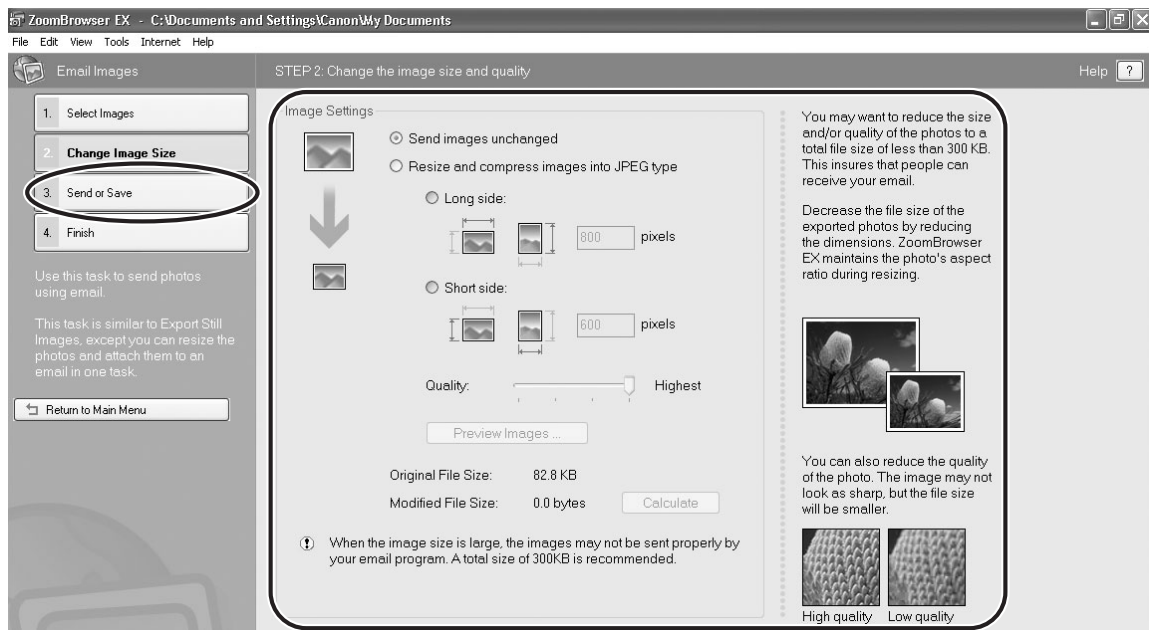 ZoomBrowser EX - C:\Documents and Settings\Canon\My Documents
File Edit View Tools Internet Help
Email Images
STEP 2: Change the image size and quality
Help ?
1. Select Images
2. Change Image Size
3. Send or Save
4. Finish
Use this task to send photos
using email.
This task is similar to Export Still
Images, except you can resize the
photos and attach them to an
email in one task.
Return to Main Menu
Image Settings
Send images unchanged
Resize and compress images into JPEG type
Long side:
800 pixels
Short side:
600 pixels
Quality: Highest
Preview Images ...
Original File Size: 82.8 KB
Modified File Size: 0.0 bytes Calculate
When the image size is large, the images may not be sent properly by
your email program. A total size of 300KB is recommended.
You may want to reduce the size
and/or quality of the photos to a
total file size of less than 300 KB.
This insures that people can
receive your email.
Decrease the file size of the
exported photos by reducing
the dimensions. ZoomBrowser
EX maintains the photo's aspect
ratio during resizing.
You can also reduce the quality
of the photo. The image may not
look as sharp, but the file size
will be smaller.
High quality Low quality